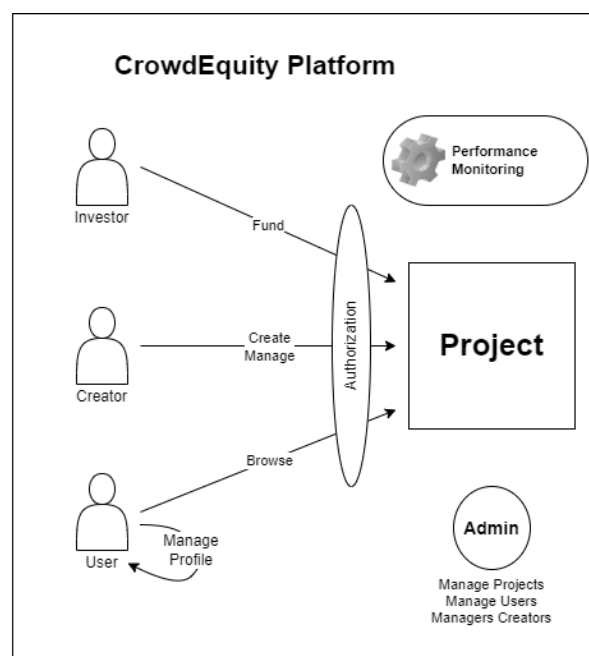 CrowdEquity Platform
Performance
Monitoring
Investor
Fund
Authorization
Project
Create
Manage
Creator
Browse
Manage
Profile
User
Admin
Manage Projects
Manage Users
Managers Creators